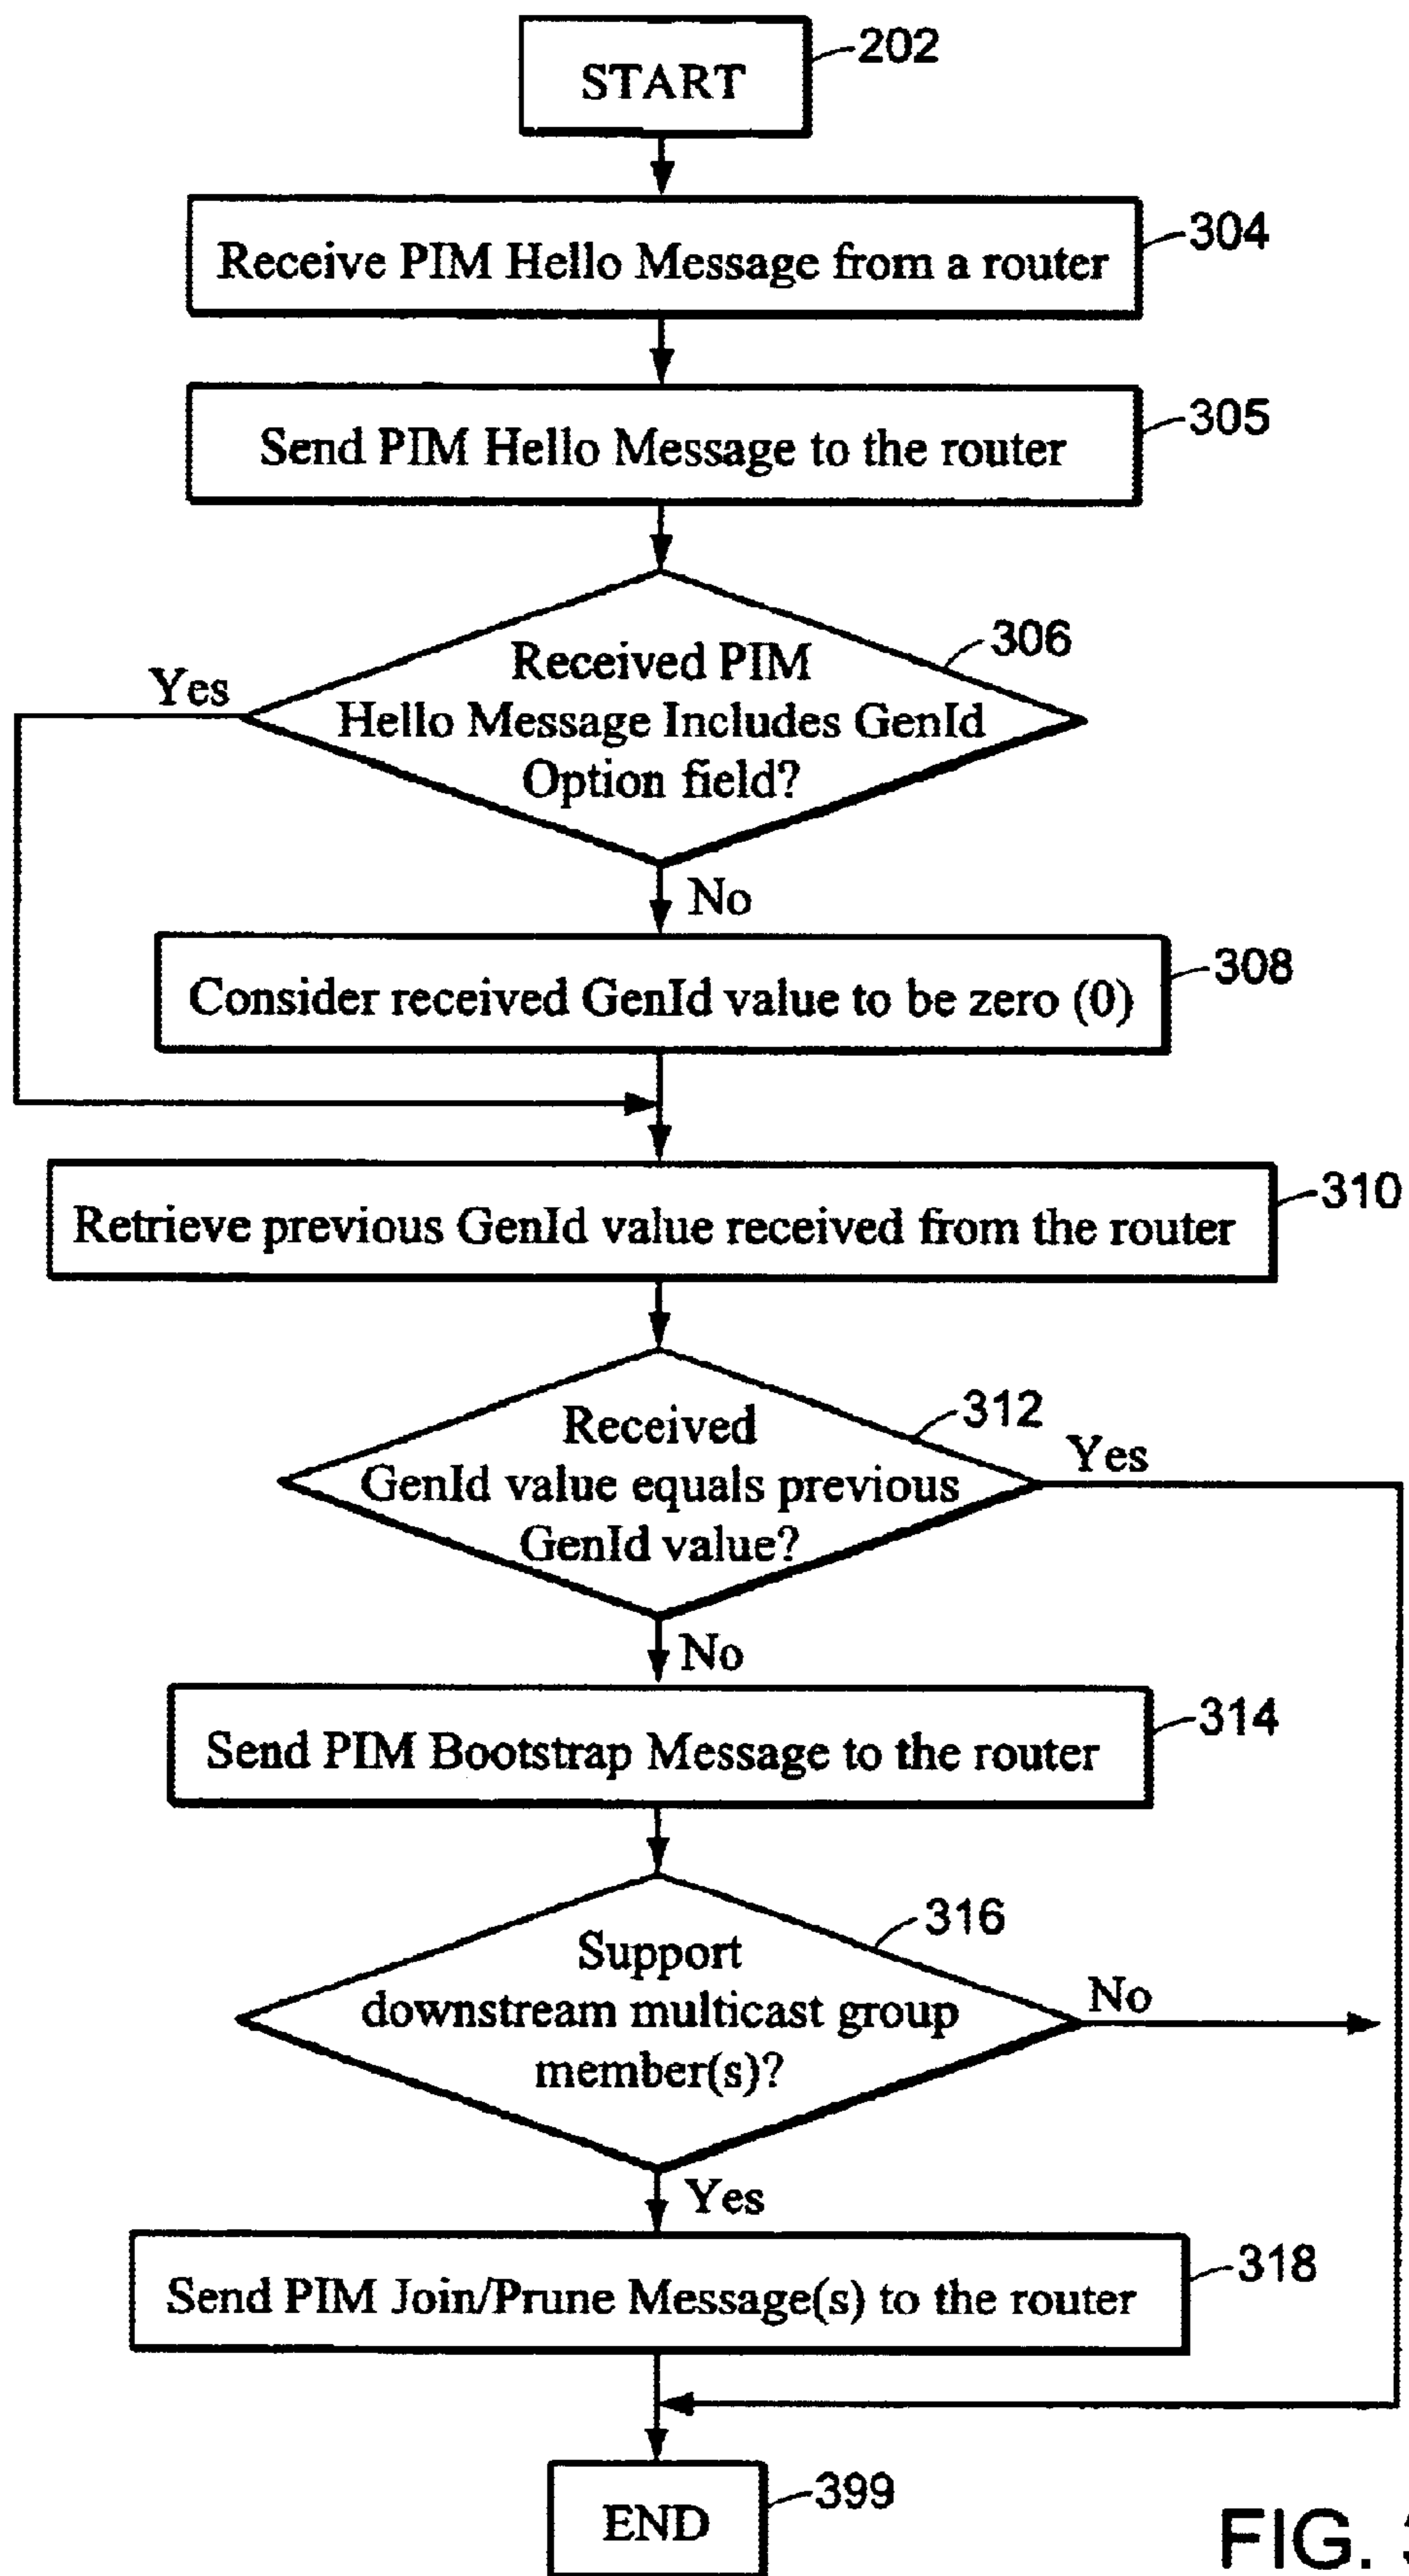 START
202
Receive PIM Hello Message from a router
304
Send PIM Hello Message to the router
305
Received PIM
Hello Message Includes GenId
Option field?
306
Yes
No
Consider received GenId value to be zero (0)
308
Retrieve previous GenId value received from the router
310
Received
GenId value equals previous
GenId value?
312
Yes
No
Send PIM Bootstrap Message to the router
314
Support
downstream multicast group
member(s)?
316
No
Yes
Send PIM Join/Prune Message(s) to the router
318
END
399
FIG.